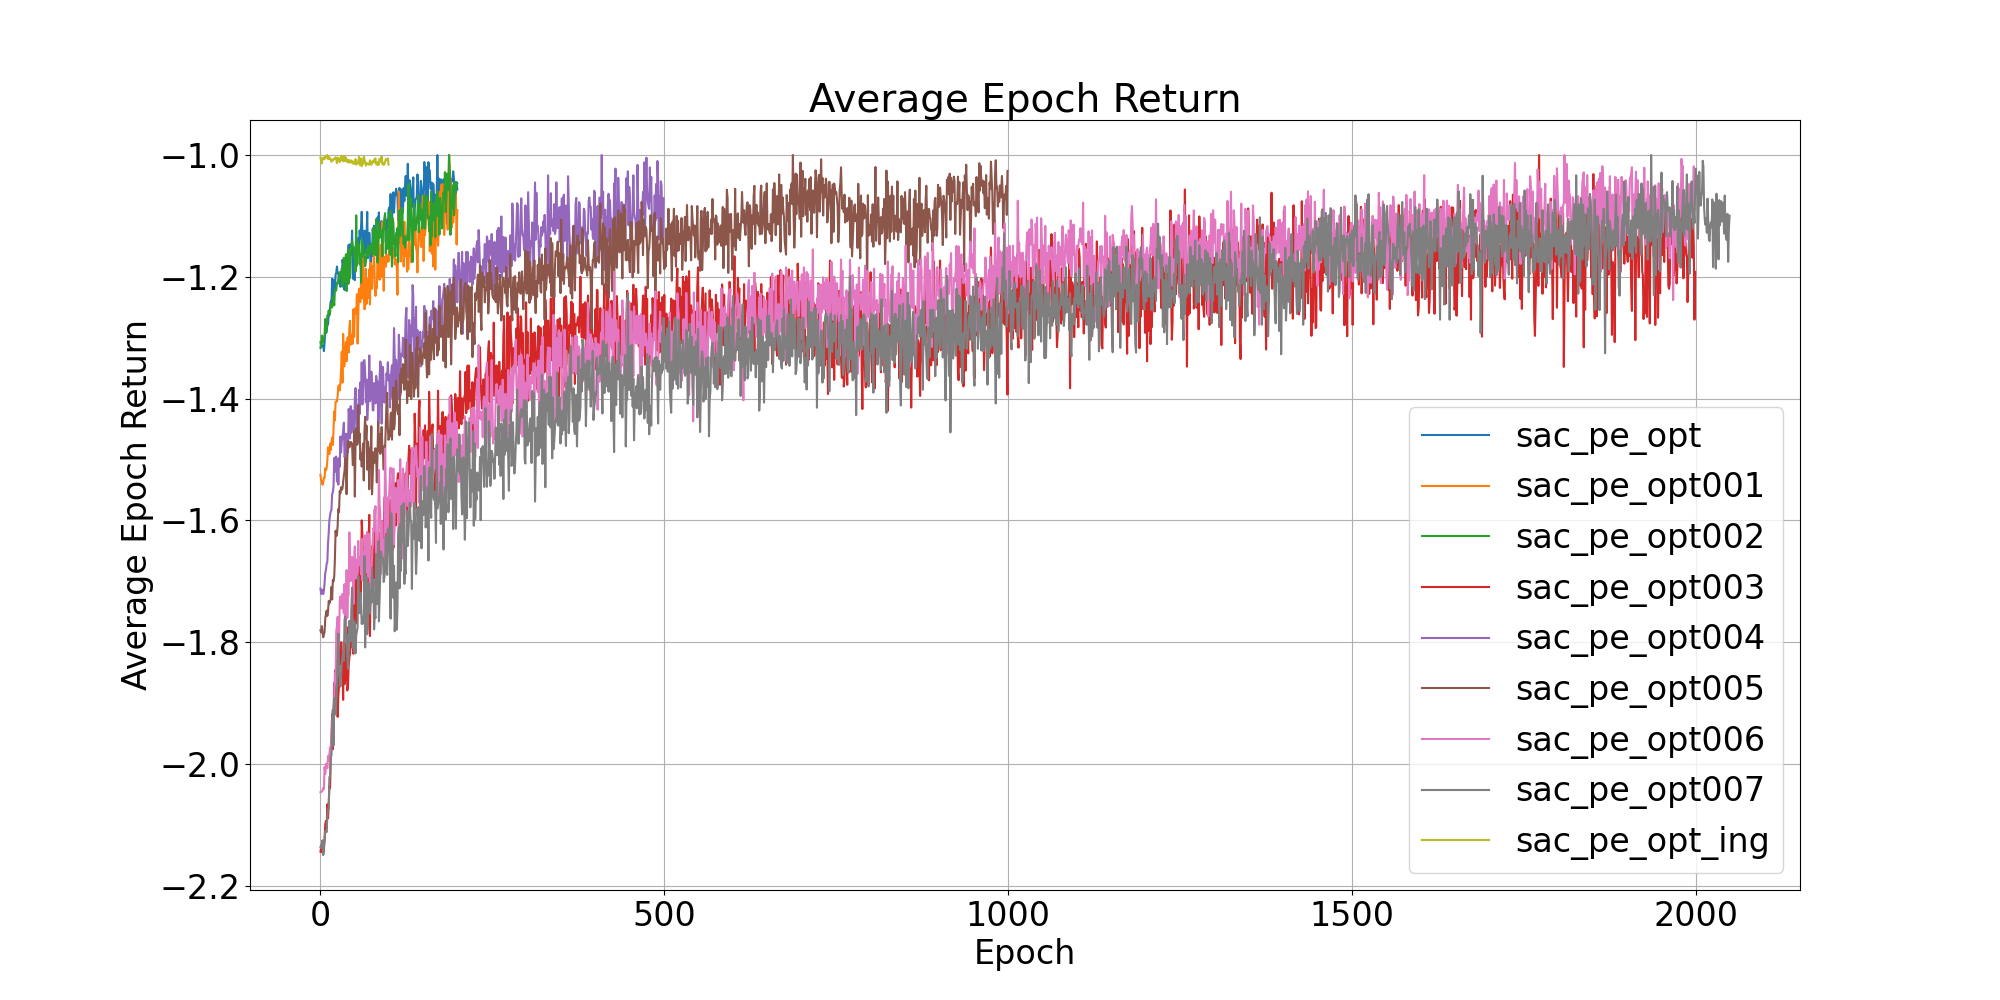 Average Epoch Return
Average Epoch Return
−1.0
−1.2
−1.4
−1.6
−1.8
−2.0
−2.2
0
500
1000
1500
2000
Epoch
sac_pe_opt
sac_pe_opt001
sac_pe_opt002
sac_pe_opt003
sac_pe_opt004
sac_pe_opt005
sac_pe_opt006
sac_pe_opt007
sac_pe_opt_ing